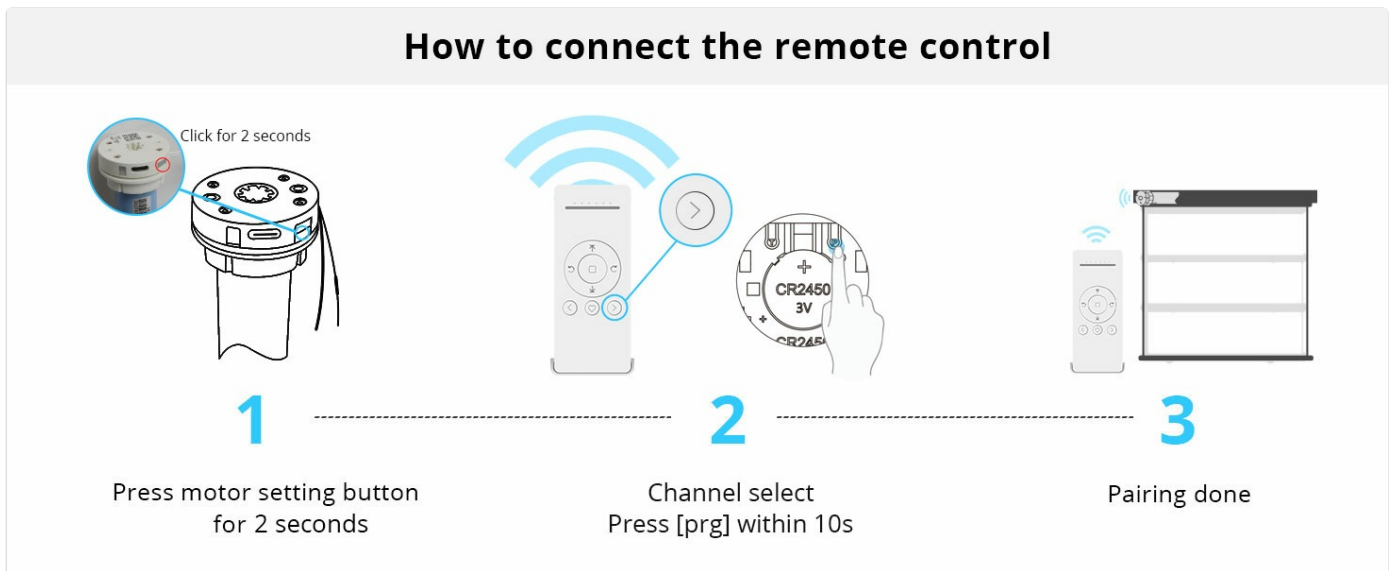 How to connect the remote control
Click for 2 seconds
CR2450
3V
1
2
3
Press motor setting button
for 2 seconds
Channel select
Press [prg] within 10s
Pairing done